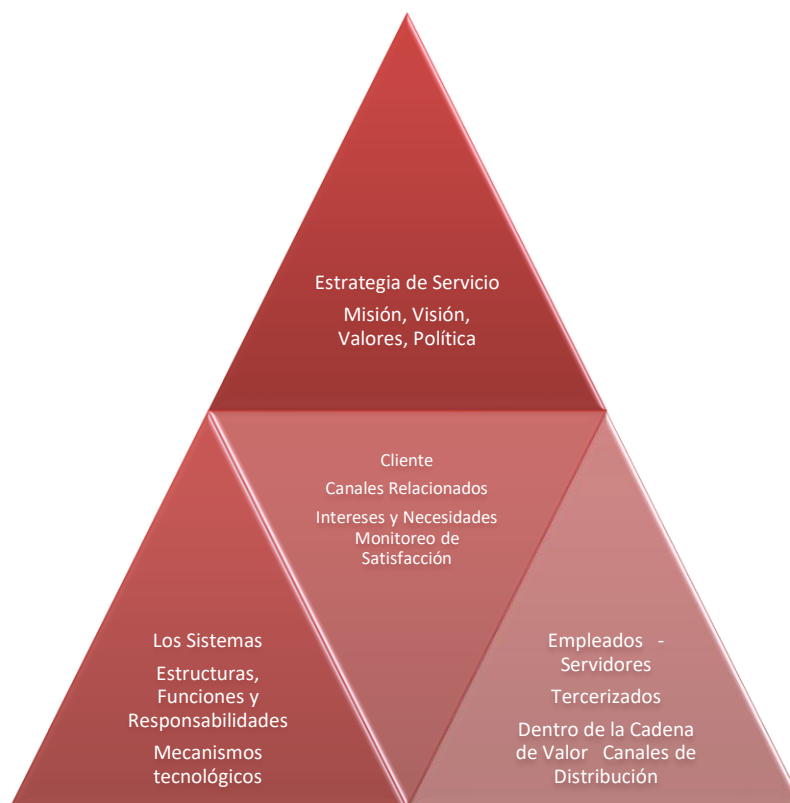 Estrategia de Servicio
Misión, Visión,
Valores, Política
Cliente
Canales Relacionados
Intereses y Necesidades
Monitoreo de
Satisfacción
Los Sistemas
Estructuras,
Funciones y
Responsabilidades
Mecanismos
tecnológicos
Empleados -
Servidores
Tercerizados
Dentro de la Cadena
de Valor Canales de
Distribución